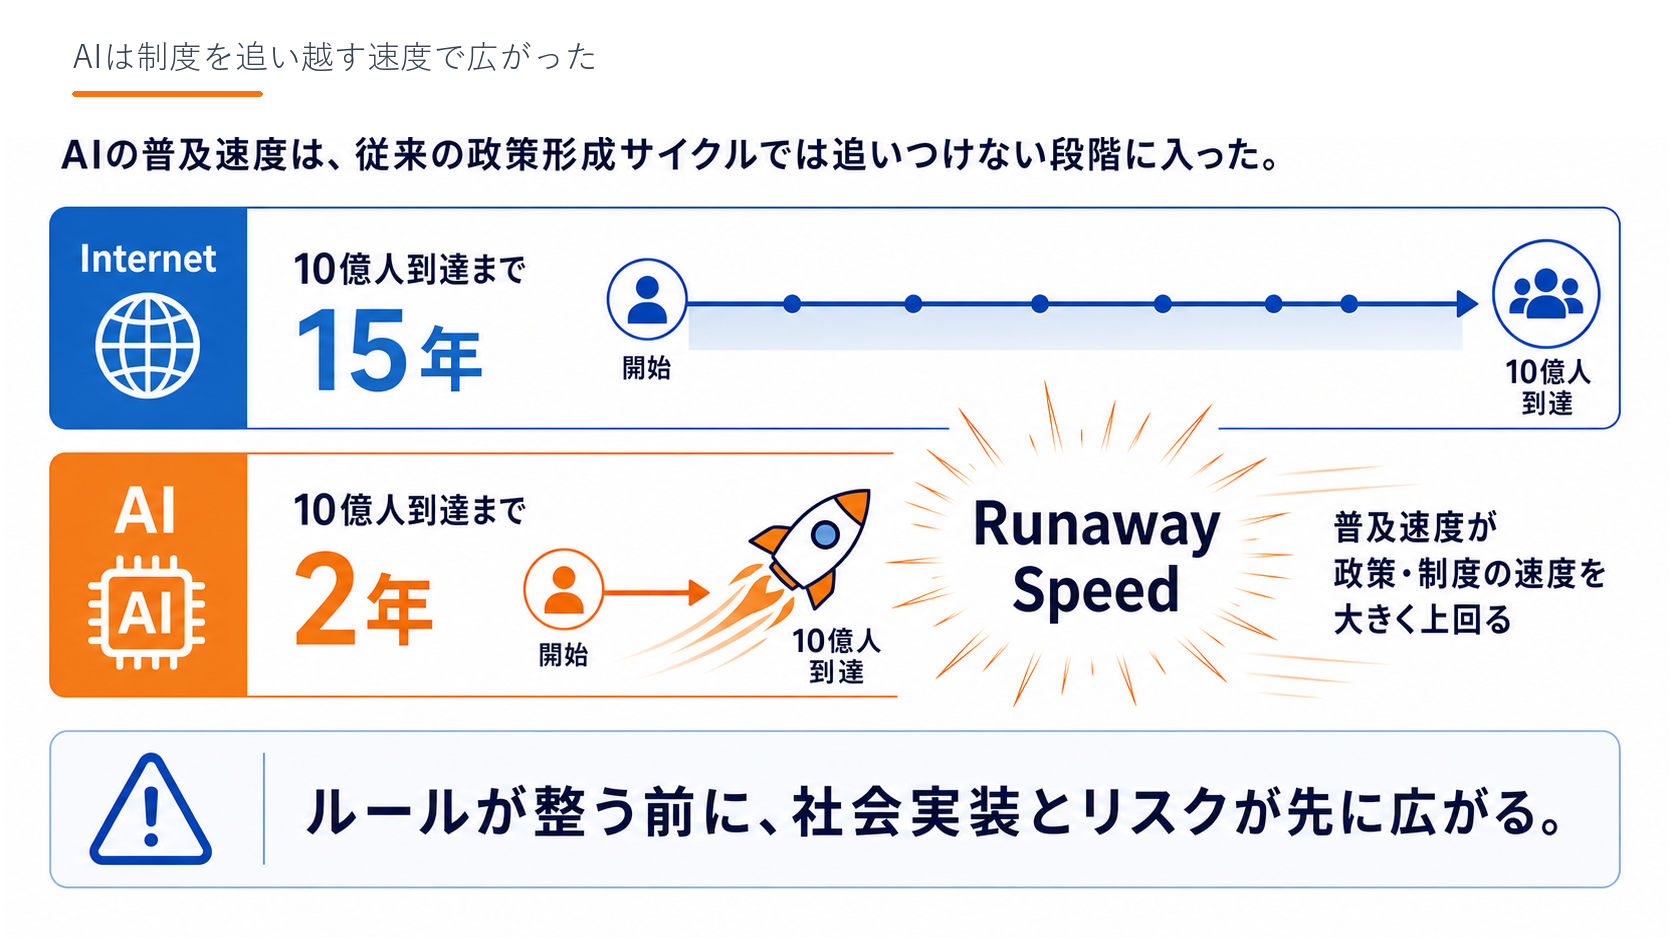 AIは制度を追い越す速度で広がった
AIの普及速度は、従来の政策形成サイクルでは追いつけない段階に入った。
Internet
10億人到達まで
15年
開始
10億人
到達
AI
AI
10億人到達まで
2年
開始
10億人
到達
Runaway
Speed
普及速度が
政策・制度の速度を
大きく上回る
ルールが整う前に、社会実装とリスクが先に広がる。